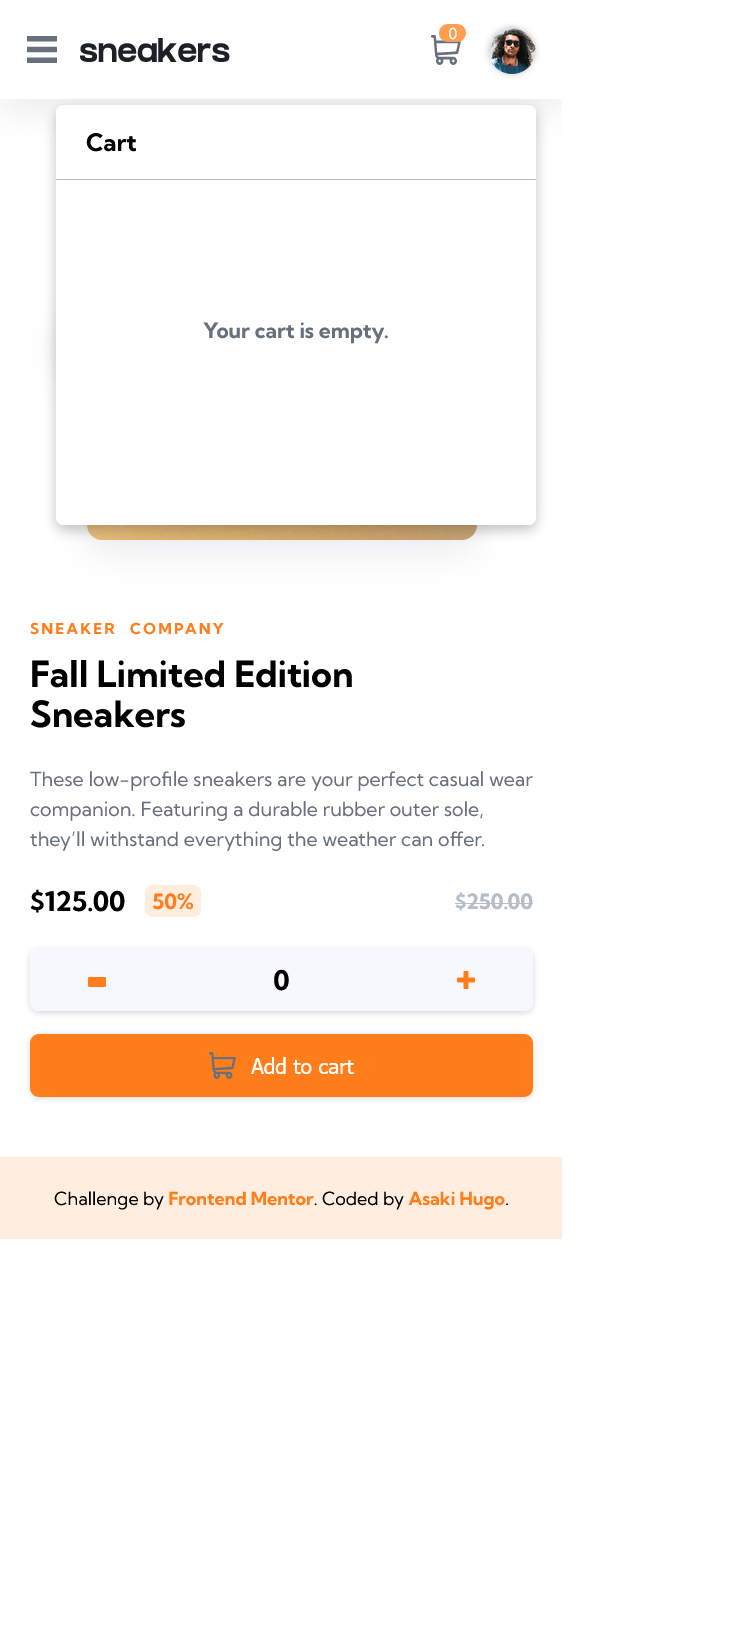 sneakers
0
Cart
Your cart is empty.
SNEAKER COMPANY
Fall Limited Edition
Sneakers
These low-profile sneakers are your perfect casual wear
companion. Featuring a durable rubber outer sole,
they’ll withstand everything the weather can offer.
$125.00 50% $250.00
0
Add to cart
Challenge by Frontend Mentor. Coded by Asaki Hugo.